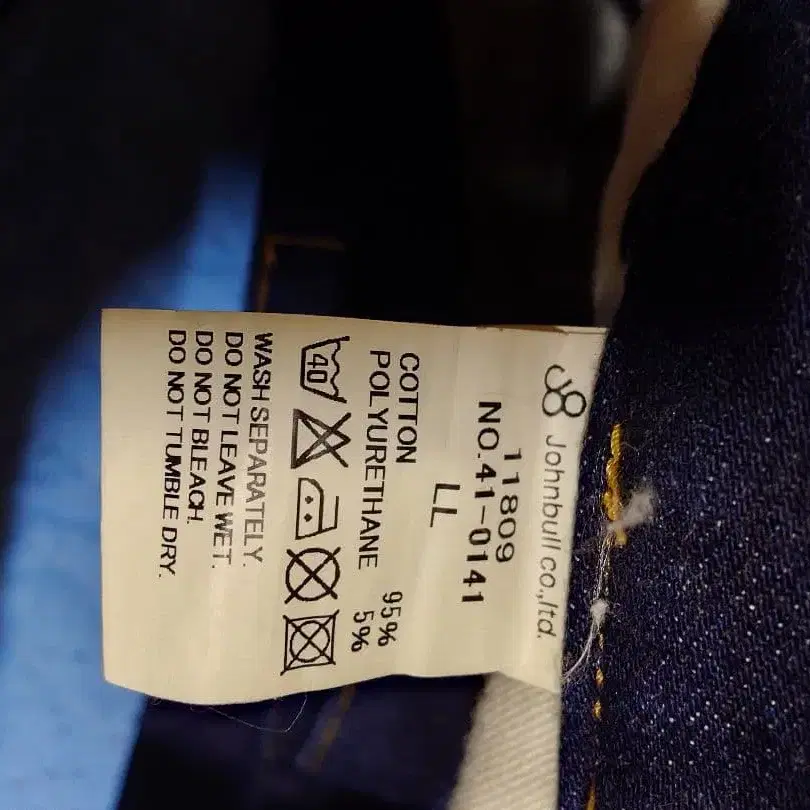 Johnbull co.,ltd.
11809
NO.41-0141
LL
COTTON 95%
POLYURETHANE 5%
40
WASH SEPARATELY.
DO NOT LEAVE WET.
DO NOT BLEACH.
DO NOT TUMBLE DRY.